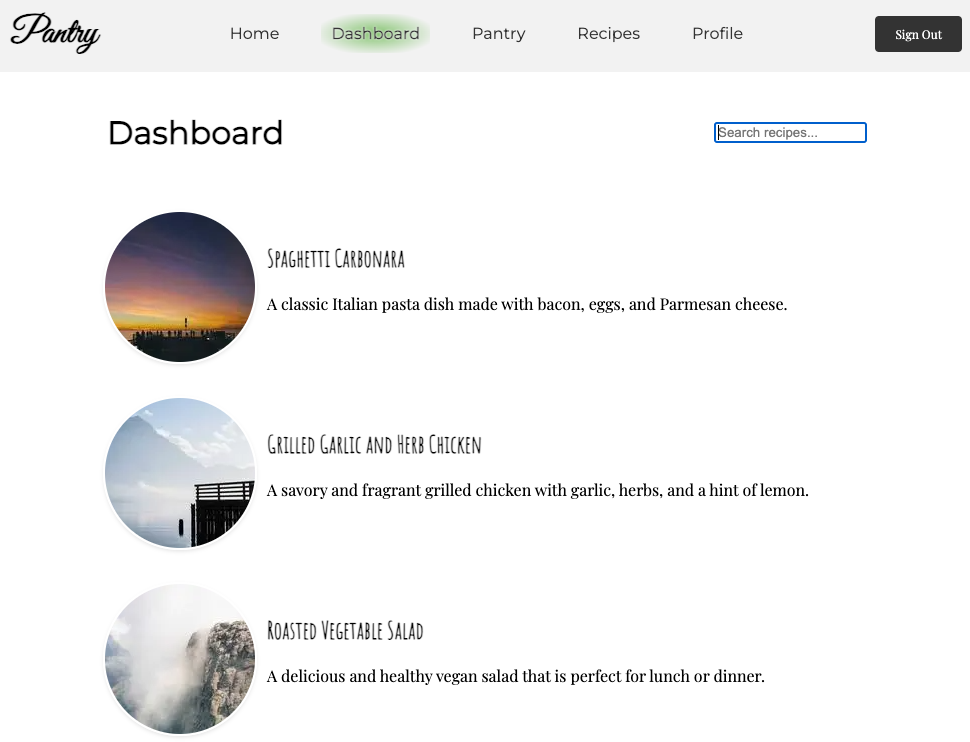 Pantry
Home Dashboard Pantry Recipes Profile
Sign Out
Dashboard
Search recipes...
Spaghetti Carbonara
A classic Italian pasta dish made with bacon, eggs, and Parmesan cheese.
Grilled Garlic and Herb Chicken
A savory and fragrant grilled chicken with garlic, herbs, and a hint of lemon.
Roasted Vegetable Salad
A delicious and healthy vegan salad that is perfect for lunch or dinner.